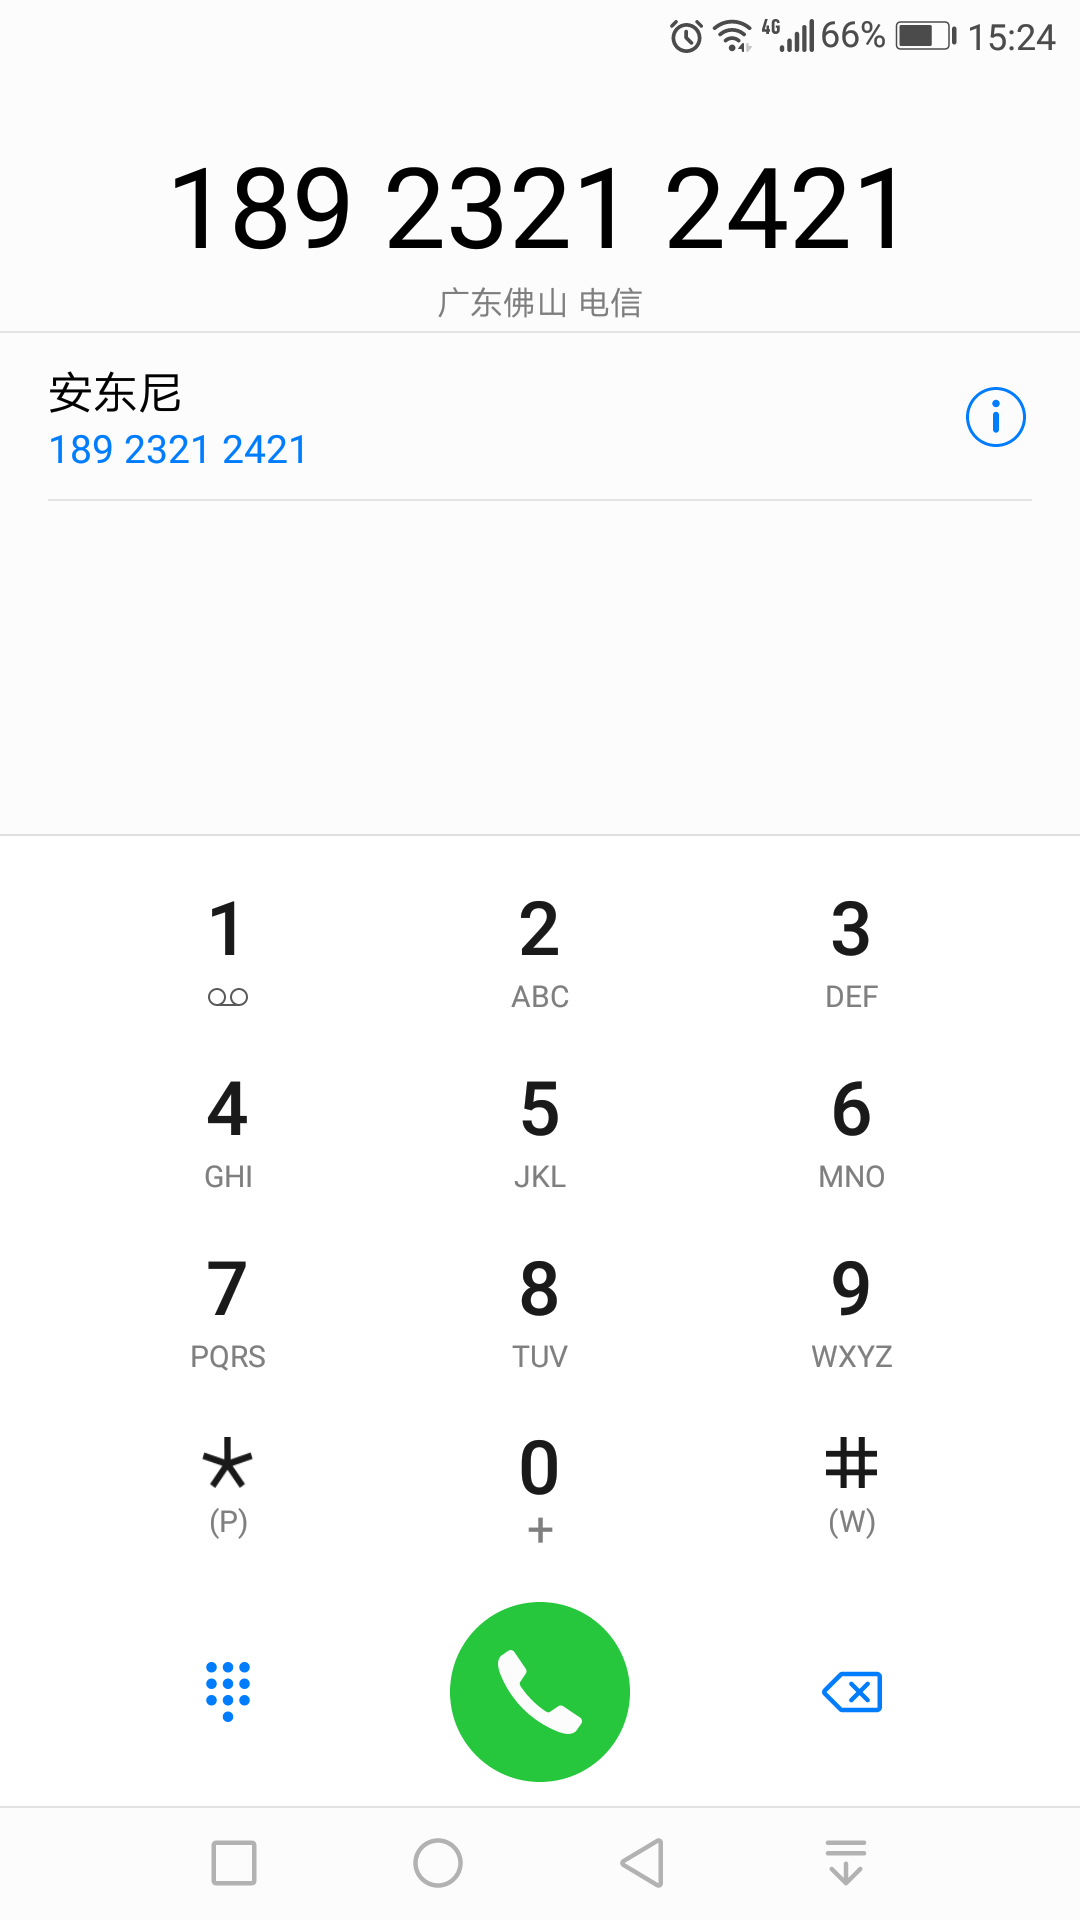 4G 66% 15:24
189 2321 2421
广东佛山 电信
安东尼
189 2321 2421
1 2 3
ABC DEF
4 5 6
GHI JKL MNO
7 8 9
PQRS TUV WXYZ
* 0 #
(P) + (W)